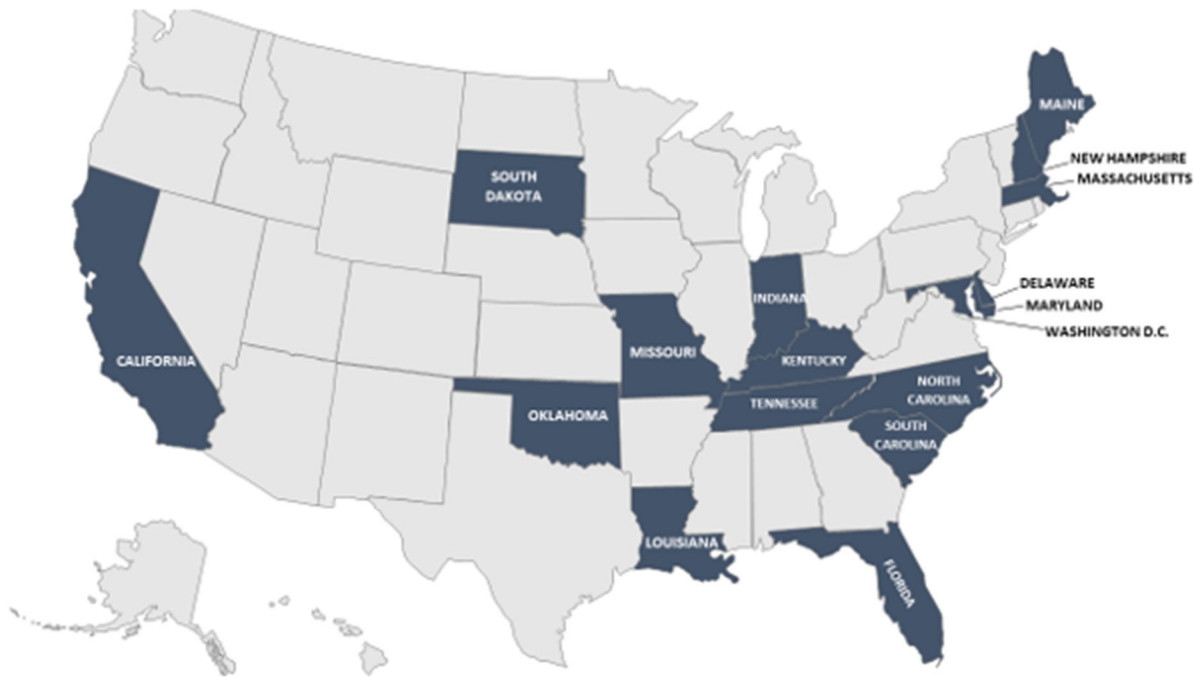 MAINE
NEW HAMPSHIRE
MASSACHUSETTS
SOUTH
DAKOTA
DELAWARE
INDIANA
MARYLAND
WASHINGTON D.C.
MISSOURI
CALIFORNIA
KENTUCKY
NORTH
CAROLINA
TENNESSEE
OKLAHOMA
SOUTH
CAROLINA
LOUISIANA
FLORIDA